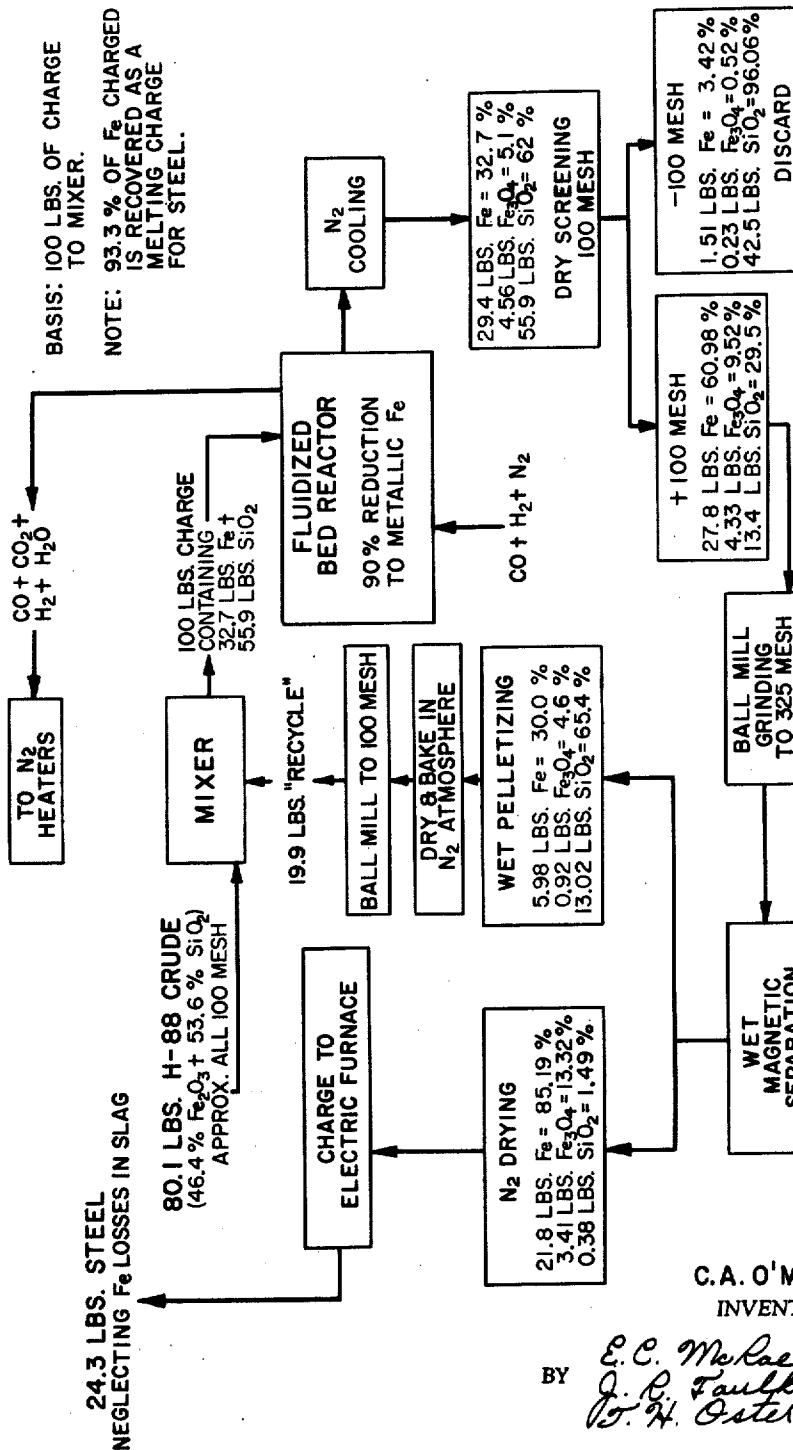 BASIS: 100 LBS. OF CHARGE
TO MIXER.
NOTE: 93.3 % OF Fe CHARGED
IS RECOVERED AS A
MELTING CHARGE
FOR STEEL.
TO N2
HEATERS
CO + CO2 +
H2 + H2O
24.3 LBS. STEEL
NEGLECTING Fe LOSSES IN SLAG
80.1 LBS. H-88 CRUDE
(46.4 % Fe2O3 + 53.6 % SiO2)
APPROX. ALL 100 MESH
MIXER
100 LBS. CHARGE
CONTAINING
32.7 LBS. Fe +
55.9 LBS. SiO2
19.9 LBS. "RECYCLE"
FLUIDIZED
BED REACTOR
90% REDUCTION
TO METALLIC Fe
CO + H2 + N2
N2
COOLING
29.4 LBS. Fe = 32.7 %
4.56 LBS. Fe3O4 = 5.1 %
55.9 LBS. SiO2 = 62 %
DRY SCREENING
100 MESH
+ 100 MESH
27.8 LBS. Fe = 60.98 %
4.33 LBS. Fe3O4 = 9.52 %
13.4 LBS. SiO2 = 29.5 %
-100 MESH
1.51 LBS. Fe = 3.42%
0.23 LBS. Fe3O4 = 0.52 %
42.5 LBS. SiO2 = 96.06%
DISCARD
BALL MILL
GRINDING
TO 325 MESH
WET
MAGNETIC
SEPARATION
WET PELLETIZING
5.98 LBS. Fe = 30.0 %
0.92 LBS. Fe3O4 = 4.6 %
13.02 LBS. SiO2 = 65.4 %
DRY & BAKE IN
N2 ATMOSPHERE
BALL MILL TO 100 MESH
N2 DRYING
21.8 LBS. Fe = 85.19 %
3.41 LBS. Fe3O4 = 13.32%
0.38 LBS. SiO2 = 1.49 %
CHARGE TO
ELECTRIC FURNACE
C. A. O'M
INVENT
BY E. C. McRae
J. R. Faulk
T. H. Oster